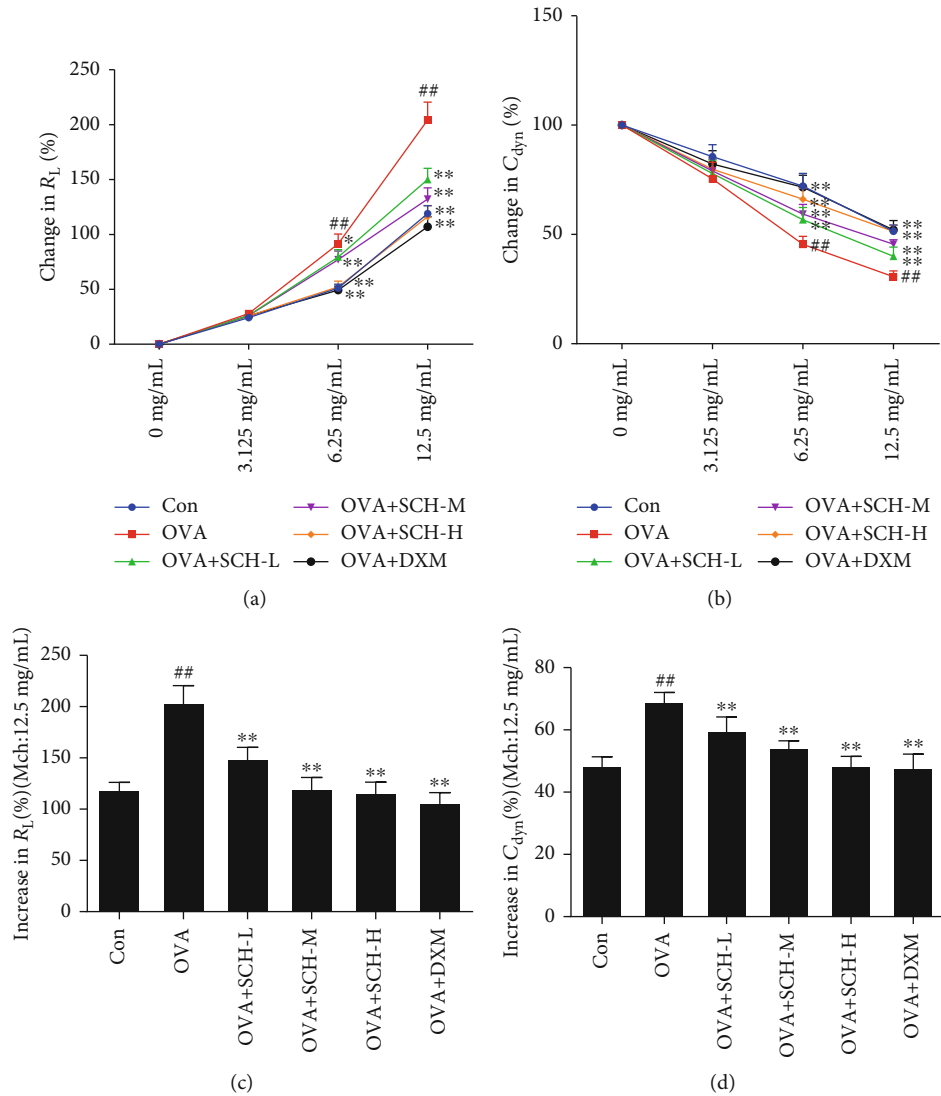 250
200
150
100
50
0
Change in R_L (%)
##
##
*
**
**
**
**
**
**
**
0 mg/mL
3.125 mg/mL
6.25 mg/mL
12.5 mg/mL
Con
OVA
OVA+SCH-L
OVA+SCH-M
OVA+SCH-H
OVA+DXM
(a)
150
100
50
0
Change in C_dyn (%)
**
**
**
**
##
**
**
**
**
##
0 mg/mL
3.125 mg/mL
6.25 mg/mL
12.5 mg/mL
Con
OVA
OVA+SCH-L
OVA+SCH-M
OVA+SCH-H
OVA+DXM
(b)
250
200
150
100
50
0
Increase in R_L(%)(Mch:12.5 mg/mL)
##
**
**
**
**
Con
OVA
OVA+SCH-L
OVA+SCH-M
OVA+SCH-H
OVA+DXM
(c)
80
60
40
20
0
Increase in C_dyn(%)(Mch:12.5 mg/mL)
##
**
**
**
**
Con
OVA
OVA+SCH-L
OVA+SCH-M
OVA+SCH-H
OVA+DXM
(d)